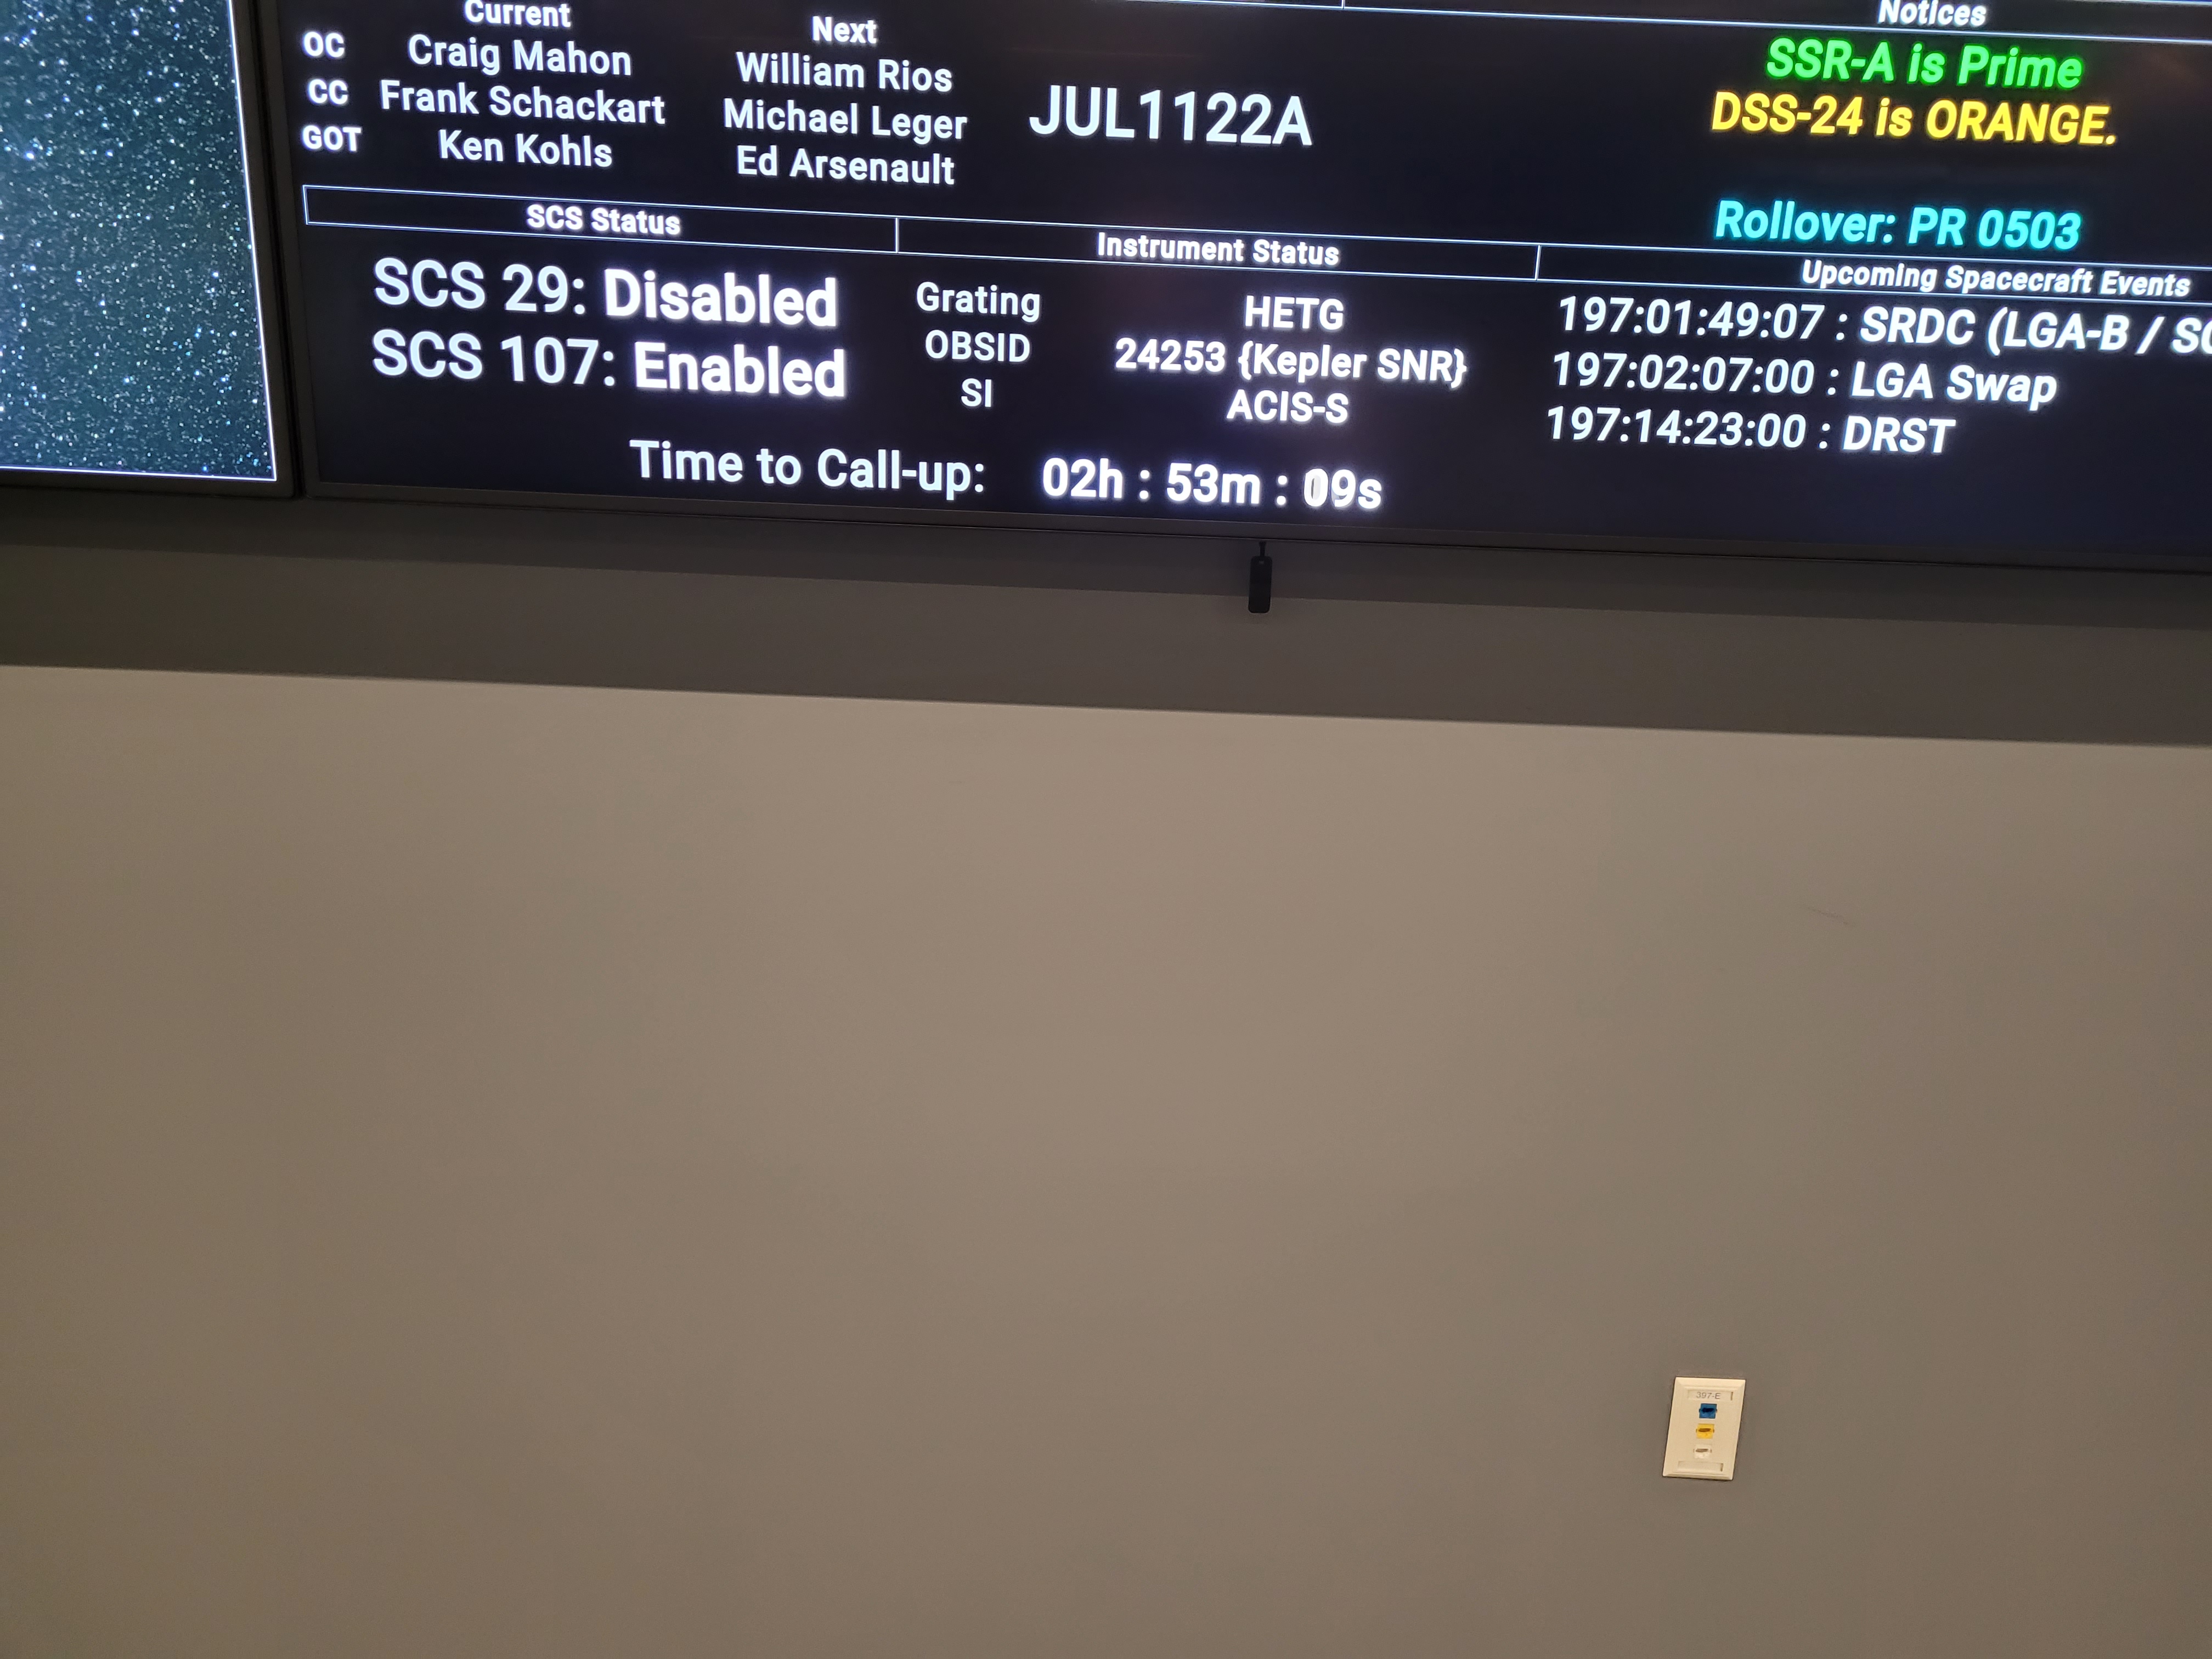 Current Next Notices
OC Craig Mahon William Rios
CC Frank Schackart Michael Leger
GOT Ken Kohls Ed Arsenault
JUL1122A
SSR-A is Prime
DSS-24 is ORANGE.
Rollover: PR 0503
SCS Status
SCS 29: Disabled
SCS 107: Enabled
Instrument Status
Grating HETG
OBSID 24253 {Kepler SNR}
SI ACIS-S
Upcoming Spacecraft Events
197:01:49:07 : SRDC (LGA-B /
197:02:07:00 : LGA Swap
197:14:23:00 : DRST
Time to Call-up: 02h : 53m : 09s
397-E